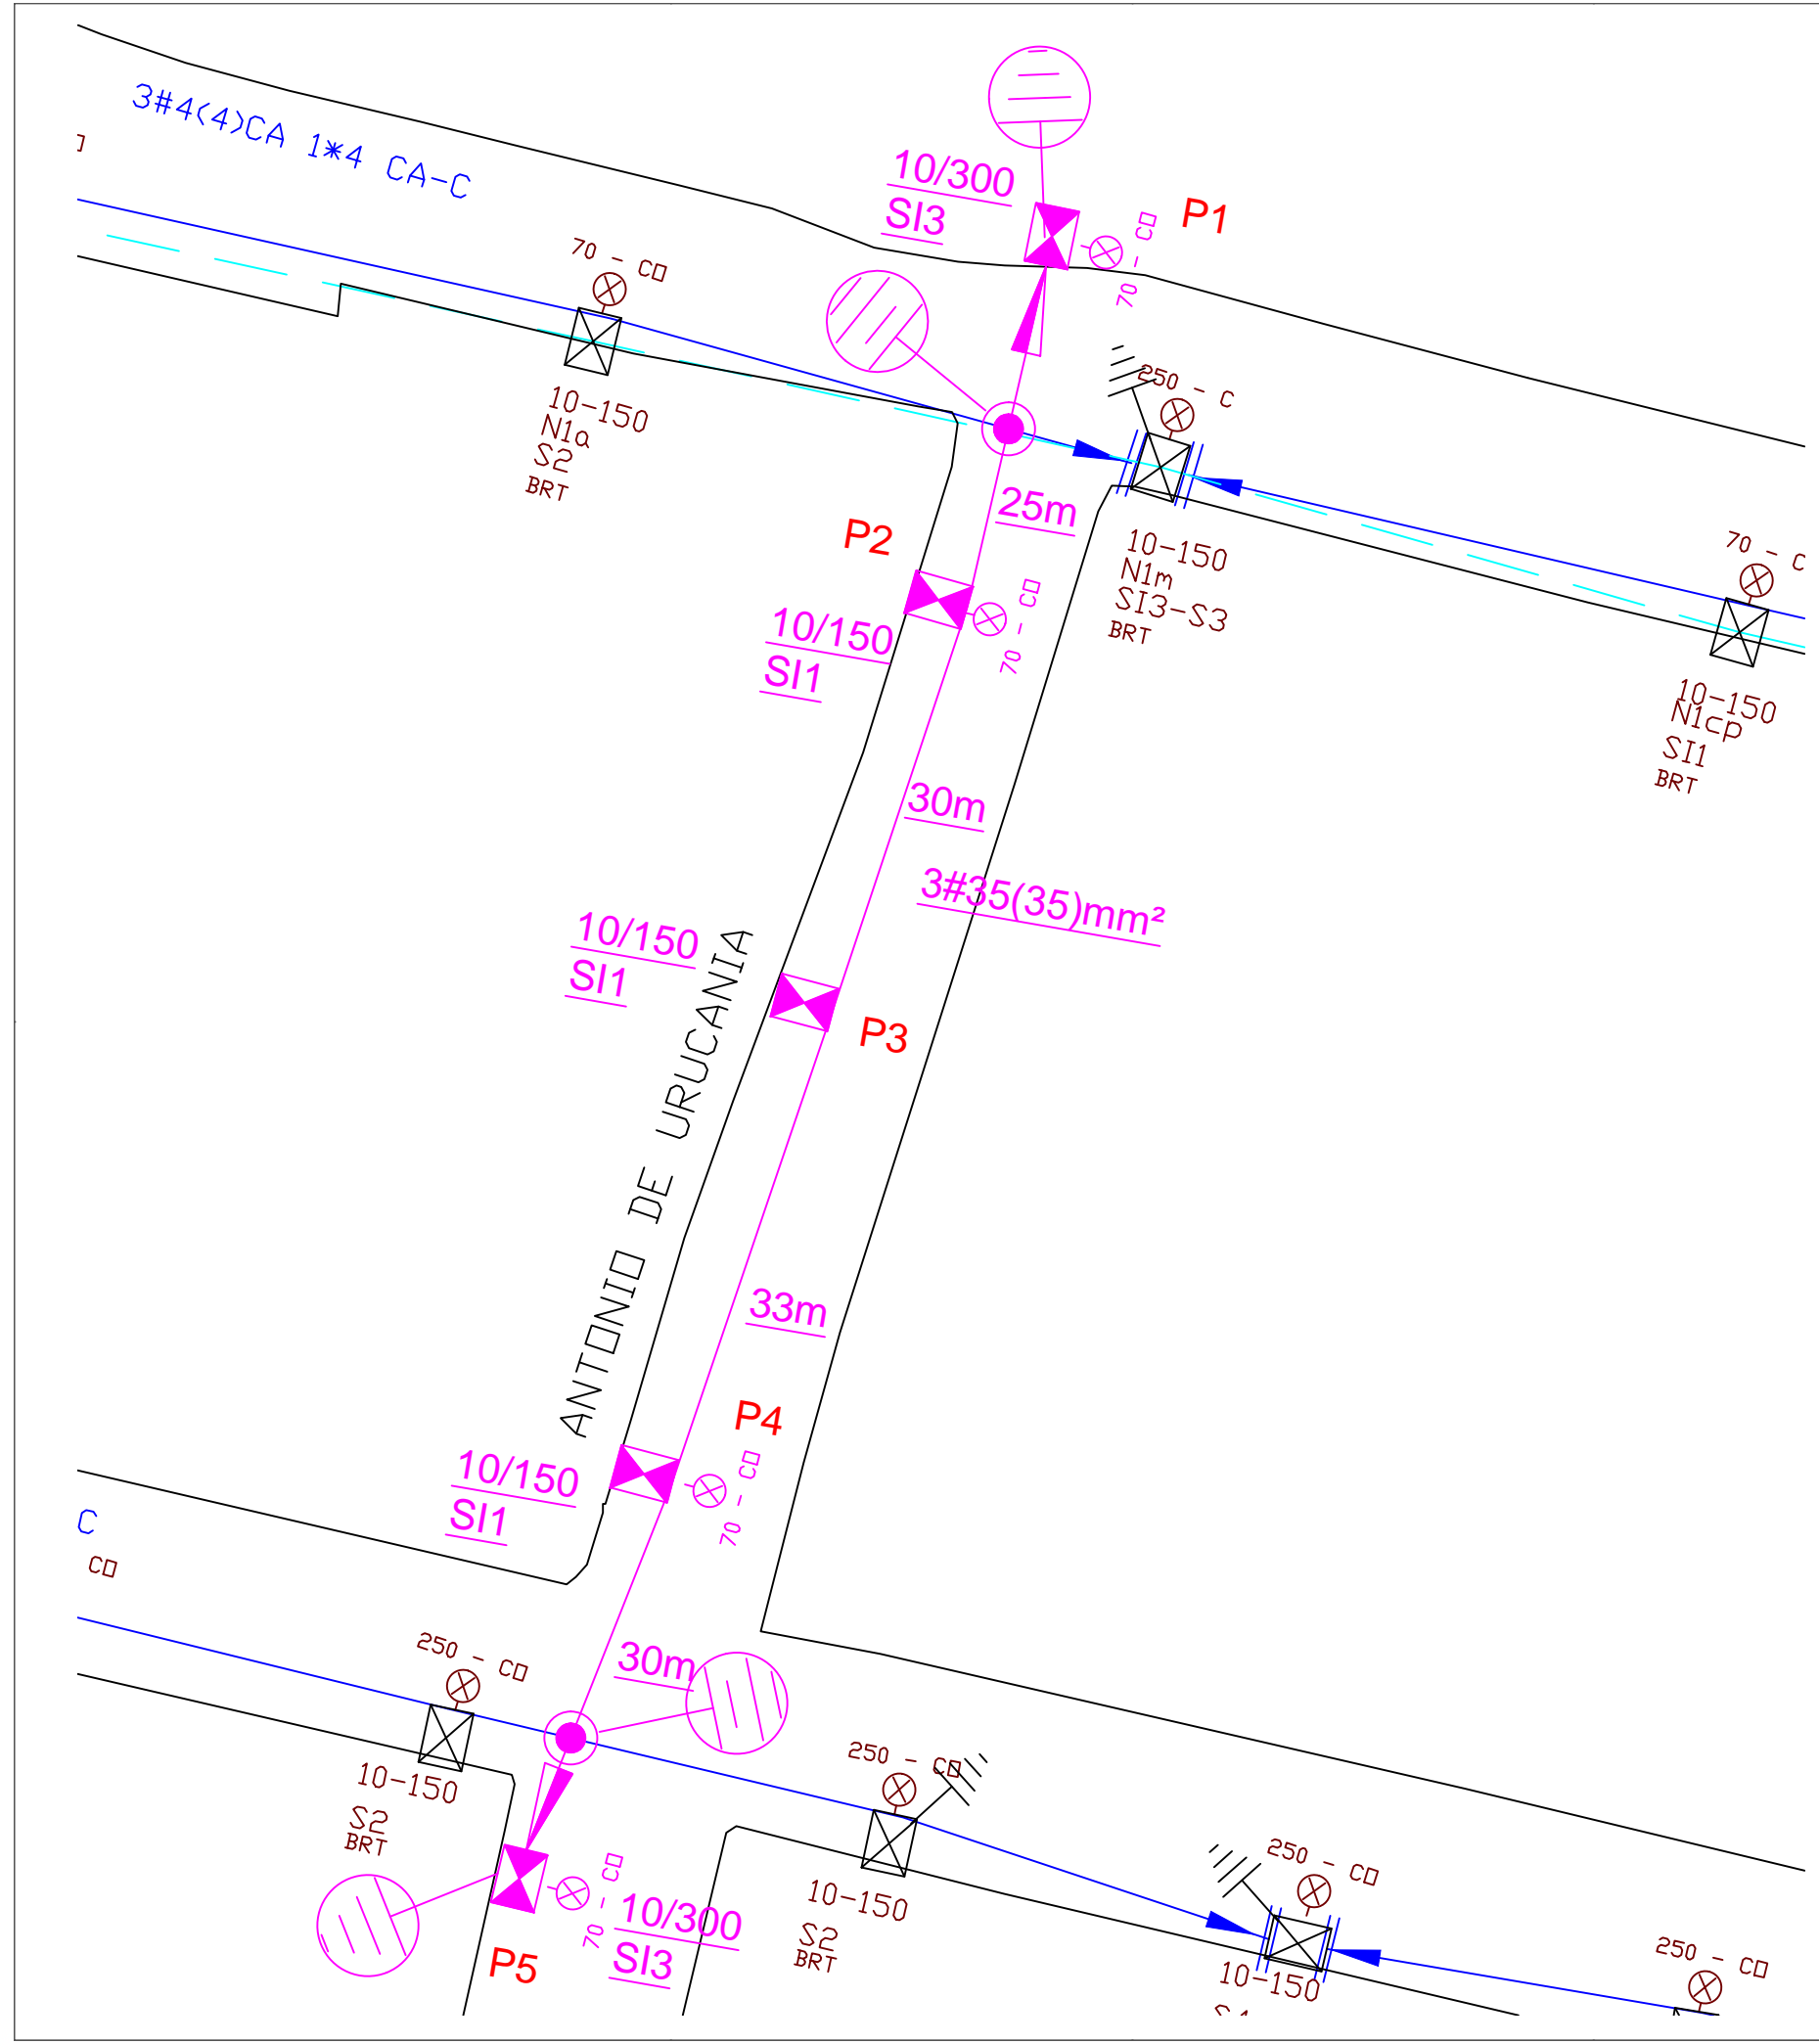 3#4(4)CA 1*4 CA-C
10/300
SI3
P1
70 - CD
70 - CD
10-150
N1a
S2
BRT
250 - C
10-150
N1m
SI3-S3
BRT
25m
P2
70 - CD
10/150
SI1
70 - C
10-150
N1cp
SI1
BRT
30m
3#35(35)mm²
10/150
SI1
P3
ANTONIO DE URUCANIA
33m
P4
10/150
SI1
70 - CD
C
CD
250 - CD
10-150
S2
BRT
30m
250 - CD
10-150
S2
BRT
70 - CD
10/300
SI3
P5
250 - CD
10-150
250 - CD